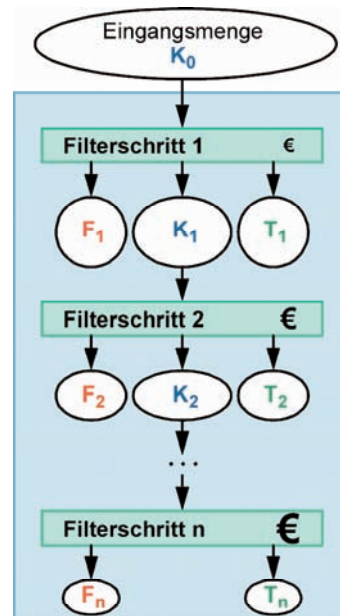 Eingangsmenge
K₀
Filterschritt 1 €
F₁ K₁ T₁
Filterschritt 2 €
F₂ K₂ T₂
...
Filterschritt n €
Fₙ Tₙ